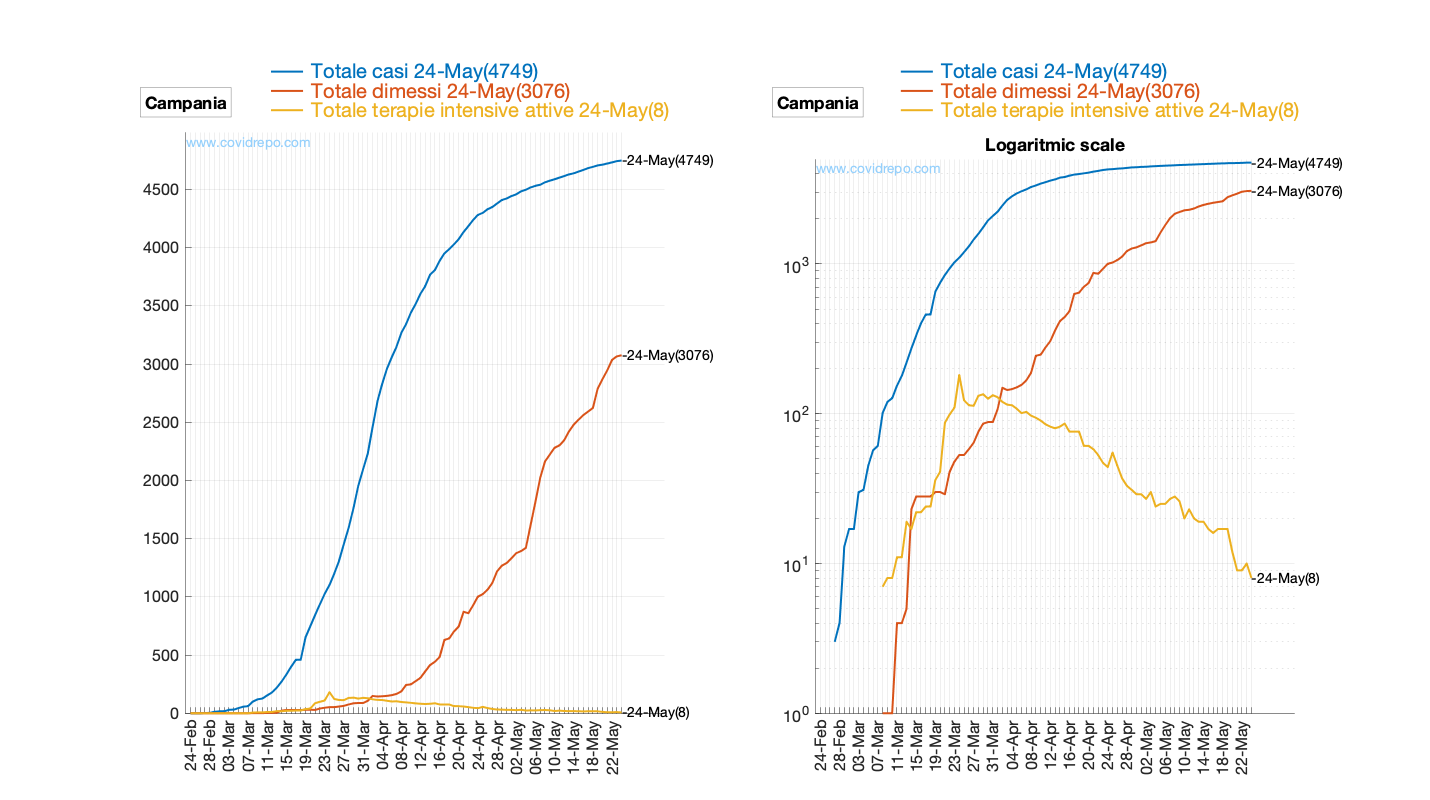 Totale casi 24-May(4749)
Totale dimessi 24-May(3076)
Totale terapie intensive attive 24-May(8)
Campania
www.covidrepo.com
-24-May(4749)
-24-May(3076)
-24-May(8)
4500
4000
3500
3000
2500
2000
1500
1000
500
0
24-Feb
28-Feb
03-Mar
07-Mar
11-Mar
15-Mar
19-Mar
23-Mar
27-Mar
31-Mar
04-Apr
08-Apr
12-Apr
16-Apr
20-Apr
24-Apr
28-Apr
02-May
06-May
10-May
14-May
18-May
22-May
Totale casi 24-May(4749)
Totale dimessi 24-May(3076)
Totale terapie intensive attive 24-May(8)
Campania
Logaritmic scale
www.covidrepo.com
-24-May(4749)
-24-May(3076)
-24-May(8)
10³
10²
10¹
10⁰
24-Feb
28-Feb
03-Mar
07-Mar
11-Mar
15-Mar
19-Mar
23-Mar
27-Mar
31-Mar
04-Apr
08-Apr
12-Apr
16-Apr
20-Apr
24-Apr
28-Apr
02-May
06-May
10-May
14-May
18-May
22-May